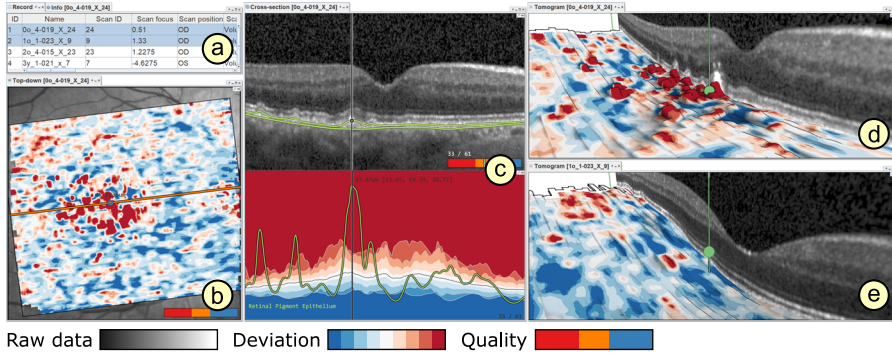 Record Info [0o_4-019_X_24]
ID Name Scan ID Scan focus Scan position
1 0o_4-019_X_24 24 0.51 OD
2 1o_1-023_X_9 9 1.33 OD
3 2o_4-015_X_23 23 1.2275 OD
4 3y_1-021_x_7 7 -4.6275 OS
a
Top-down [0o_4-019_X_24]
b
Cross-section [0o_4-019_X_24]
33 / 61
c
Retinal Pigment Epithelium
Tomogram [0o_4-019_X_24]
d
Tomogram [1o_1-023_X_9]
e
Raw data Deviation Quality